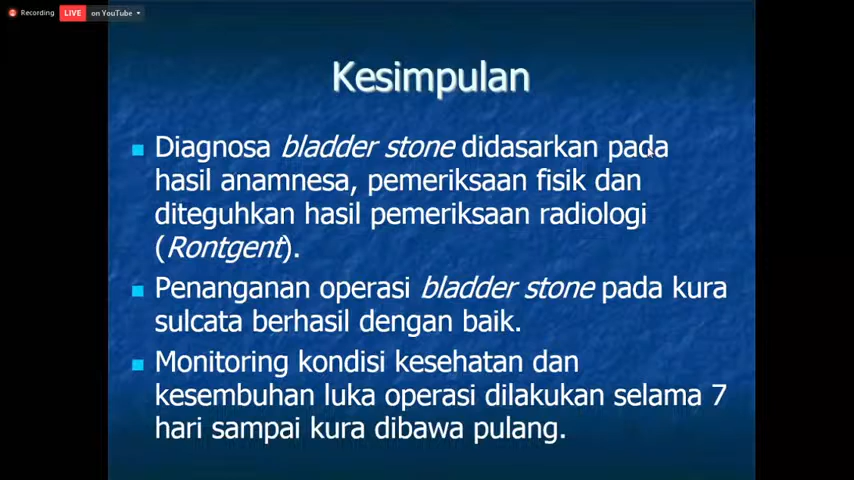 Recording LIVE on YouTube
Kesimpulan
Diagnosa bladder stone didasarkan pada
hasil anamnesa, pemeriksaan fisik dan
diteguhkan hasil pemeriksaan radiologi
(Rontgent).
Penanganan operasi bladder stone pada kura
sulcata berhasil dengan baik.
Monitoring kondisi kesehatan dan
kesembuhan luka operasi dilakukan selama 7
hari sampai kura dibawa pulang.